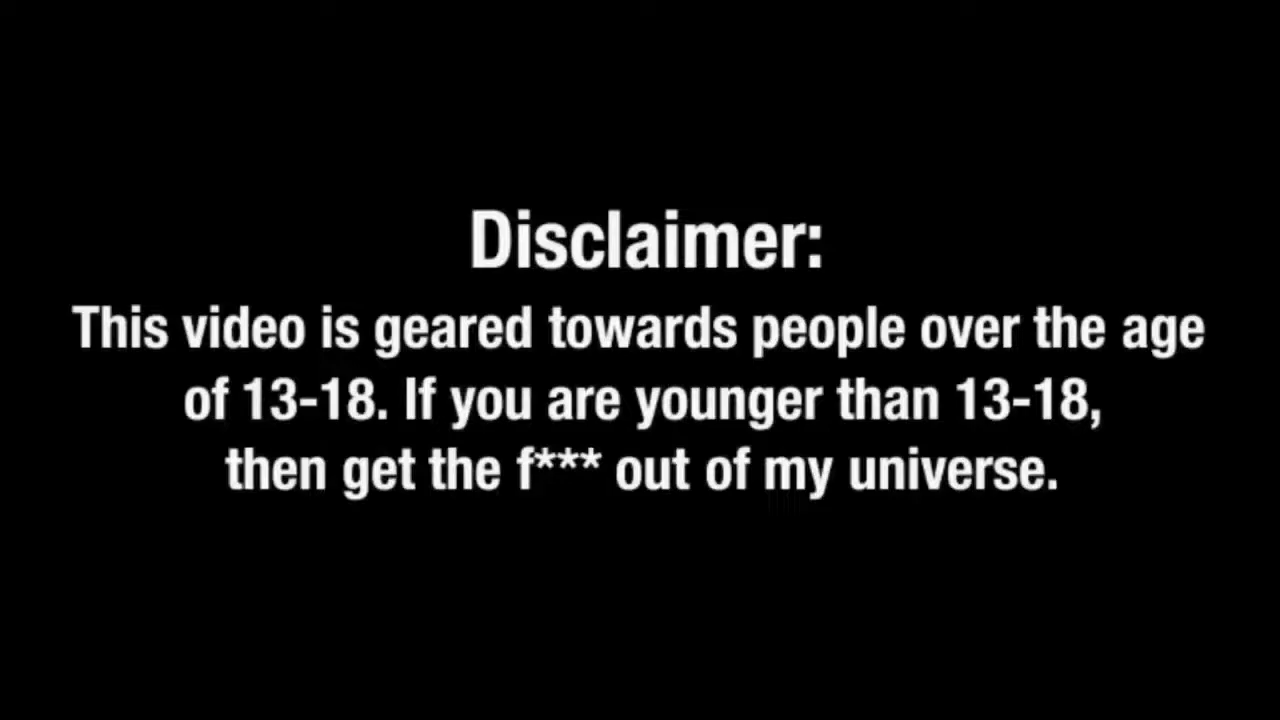 Disclaimer:
This video is geared towards people over the age
of 13-18. If you are younger than 13-18,
then get the f*** out of my universe.